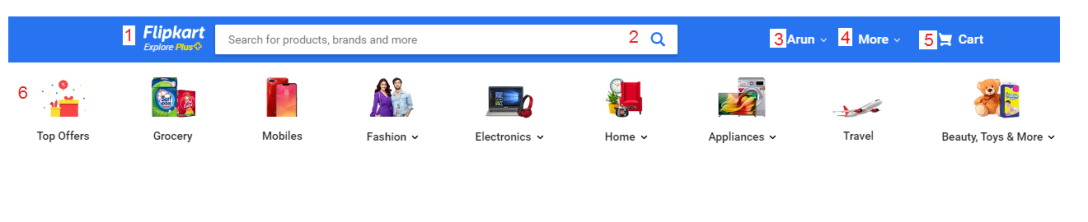 1 Flipkart
Explore Plus
Search for products, brands and more 2
3 Arun
4 More
5 Cart
6
Top Offers
Grocery
Mobiles
Fashion
Electronics
Home
Appliances
Travel
Beauty, Toys & More